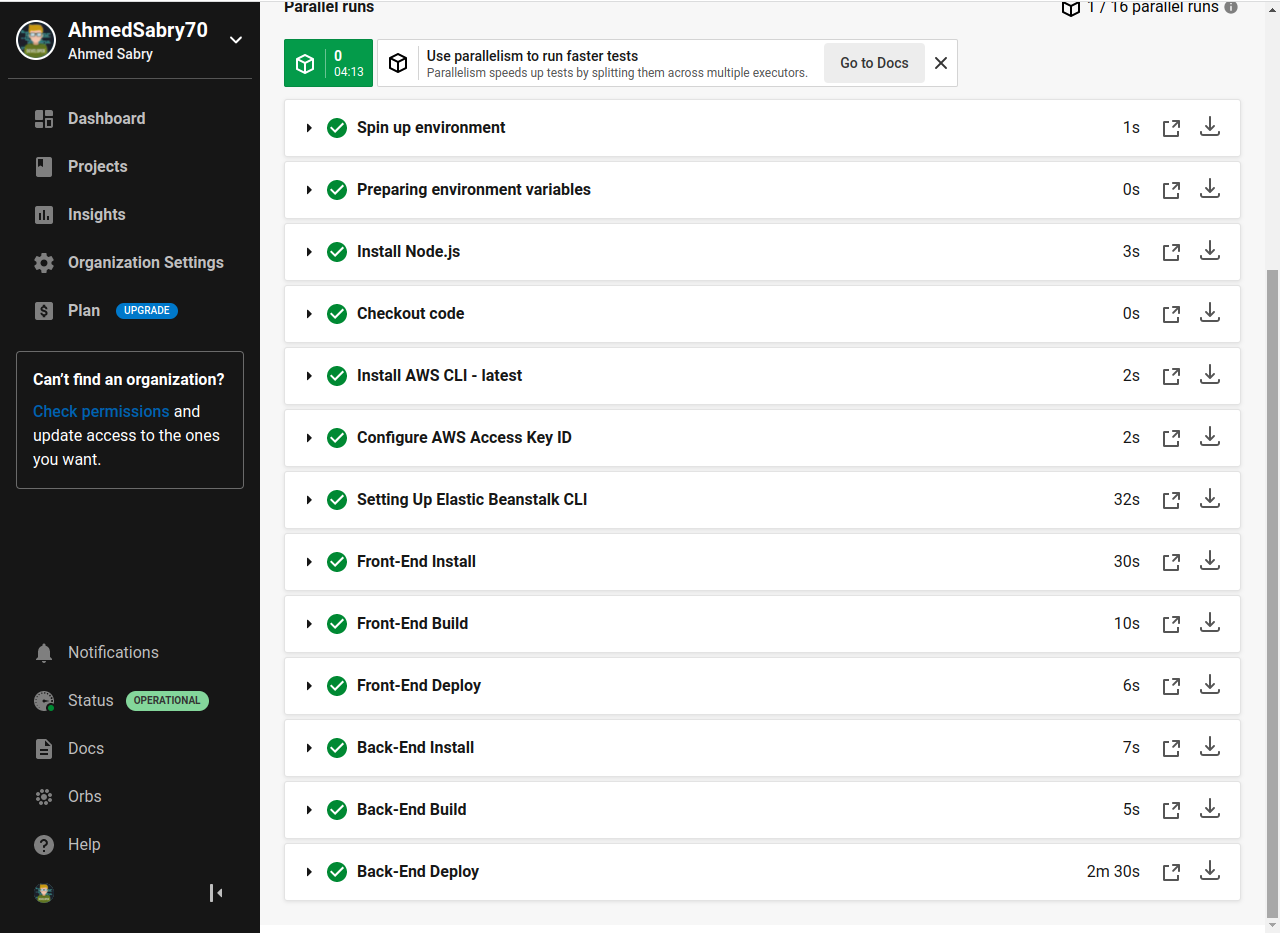 AhmedSabry70
Ahmed Sabry
Dashboard
Projects
Insights
Organization Settings
Plan UPGRADE
Can't find an organization?
Check permissions and
update access to the ones
you want.
Notifications
Status OPERATIONAL
Docs
Orbs
Help
Parallel runs
1 / 16 parallel runs
0
04:13
Use parallelism to run faster tests
Parallelism speeds up tests by splitting them across multiple executors.
Go to Docs
Spin up environment 1s
Preparing environment variables 0s
Install Node.js 3s
Checkout code 0s
Install AWS CLI - latest 2s
Configure AWS Access Key ID 2s
Setting Up Elastic Beanstalk CLI 32s
Front-End Install 30s
Front-End Build 10s
Front-End Deploy 6s
Back-End Install 7s
Back-End Build 5s
Back-End Deploy 2m 30s